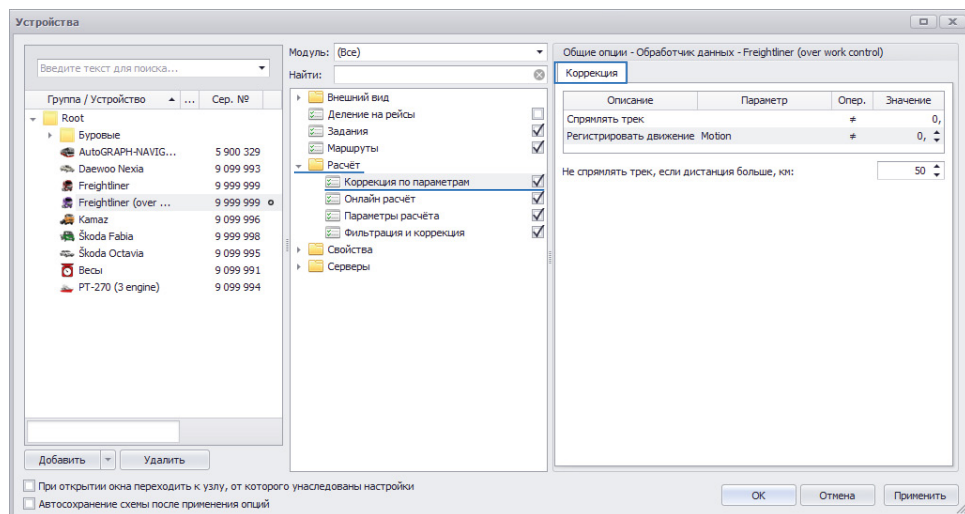 Устройства
Введите текст для поиска...
Группа / Устройство ... Сер. №
Root
Буровые
AutoGRAPH-NAVIG... 5 900 329
Daewoo Nexia 9 099 993
Freightliner 9 999 999
Freightliner (over ... 9 999 999
Kamaz 9 099 996
Škoda Fabia 9 099 998
Škoda Octavia 9 099 995
Весы 9 099 991
PT-270 (3 engine) 9 099 994
Добавить Удалить
Модуль: (Все)
Найти:
Внешний вид
Деление на рейсы
Задания
Маршруты
Расчёт
Коррекция по параметрам
Онлайн расчёт
Параметры расчёта
Фильтрация и коррекция
Свойства
Серверы
Общие опции - Обработчик данных - Freightliner (over work control)
Коррекция
Описание Параметр Опер. Значение
Спрямлять трек ≠ 0,
Регистрировать движение Motion ≠ 0,
Не спрямлять трек, если дистанция больше, км: 50
При открытии окна переходить к узлу, от которого унаследованы настройки
Автосохранение схемы после применения опций
ОК Отмена Применить